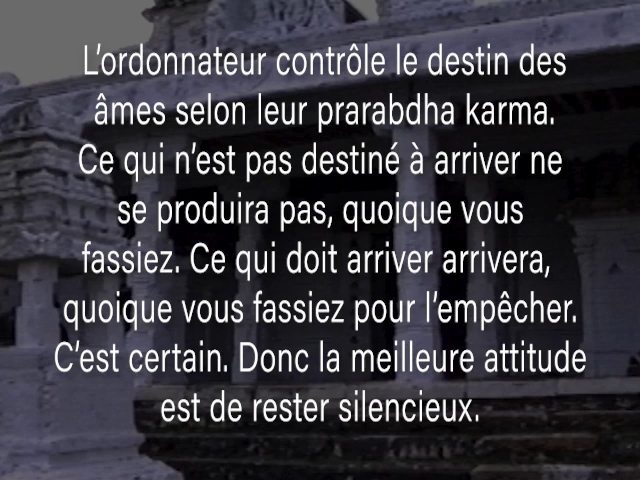 L’ordonnateur contrôle le destin des
âmes selon leur prarabdha karma.
Ce qui n’est pas destiné à arriver ne
se produira pas, quoique vous
fassiez. Ce qui doit arriver arrivera,
quoique vous fassiez pour l’empêcher.
C’est certain. Donc la meilleure attitude
est de rester silencieux.